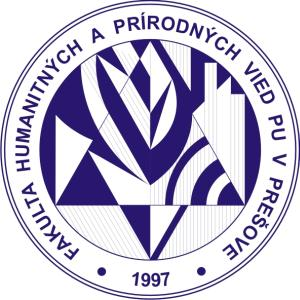 FAKULTA HUMANITNÝCH A PRÍRODNÝCH VIED PU V PREŠOVE
1997